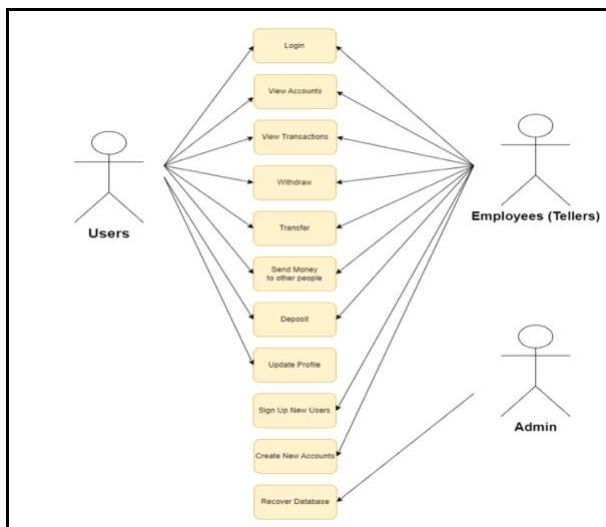 Login
View Accounts
View Transactions
Withdraw
Transfer
Send Money
to other people
Deposit
Update Profile
Sign Up New Users
Create New Accounts
Recover Database
Users
Employees (Tellers)
Admin